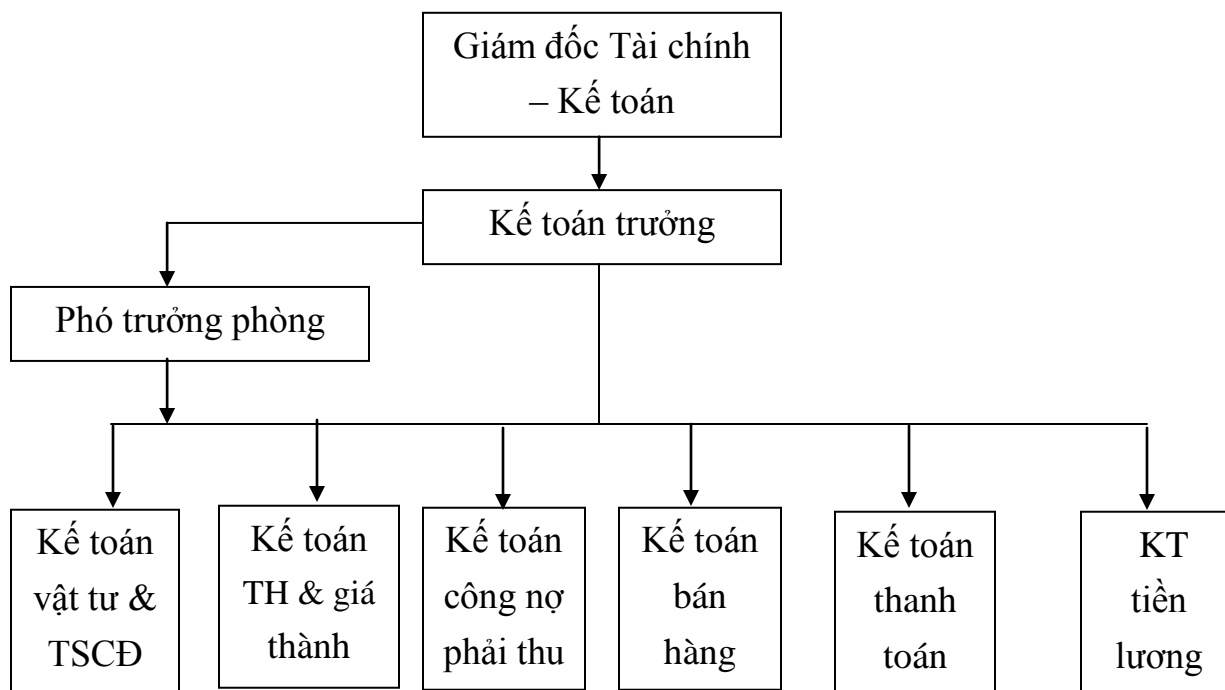 Giám đốc Tài chính
– Kế toán
Kế toán trưởng
Phó trưởng phòng
Kế toán
vật tư &
TSCĐ
Kế toán
TH & giá
thành
Kế toán
công nợ
phải thu
Kế toán
bán
hàng
Kế toán
thanh
toán
KT
tiền
lương